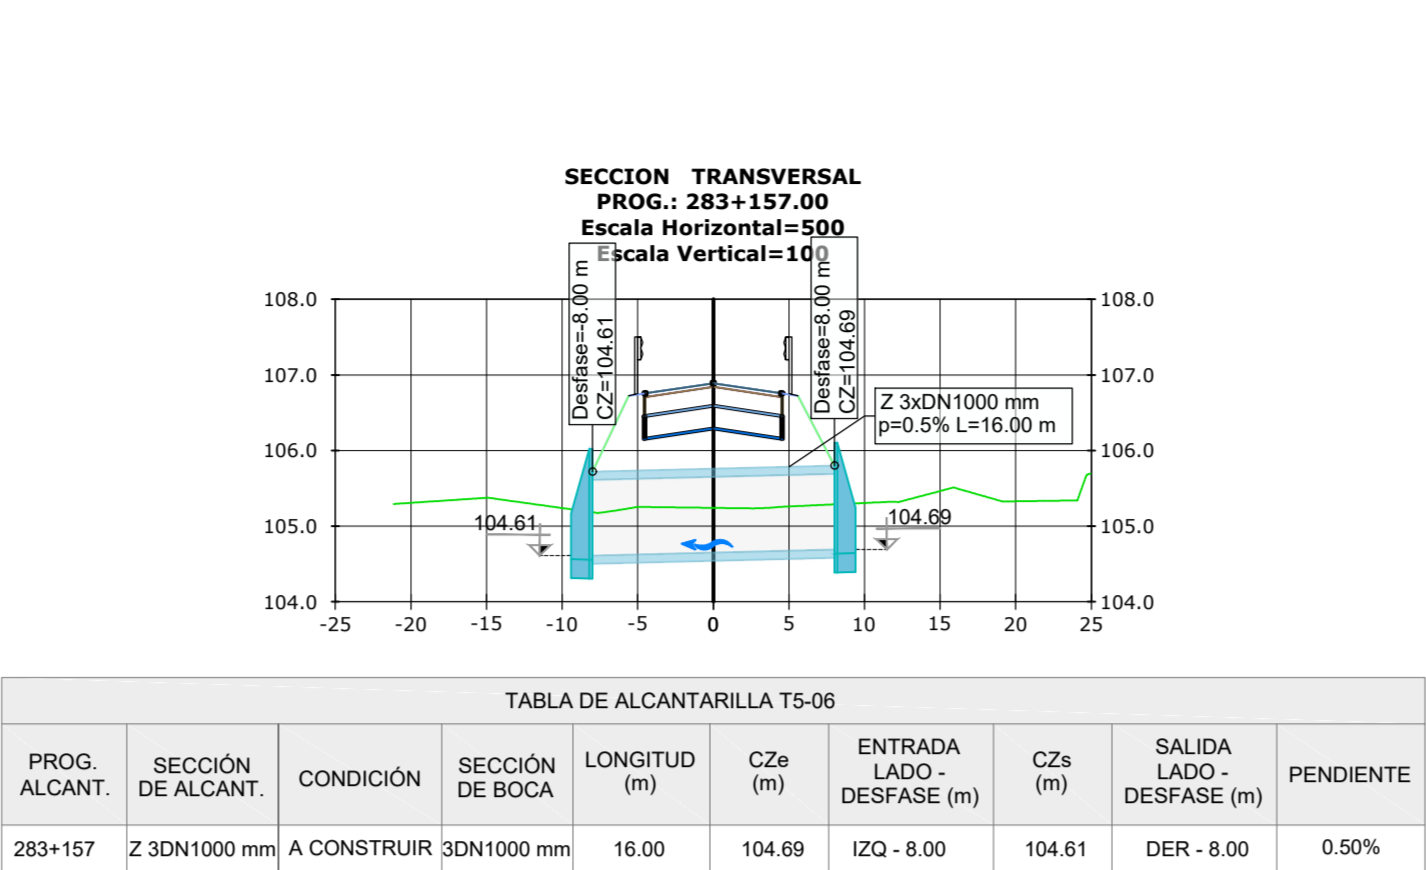 SECCION TRANSVERSAL
PROG.: 283+157.00
Escala Horizontal=500
Escala Vertical=100
Desfase=-8.00 m
CZ=104.61
Desfase=8.00 m
CZ=104.69
108.0
108.0
107.0
107.0
Z 3xDN1000 mm
p=0.5% L=16.00 m
106.0
106.0
105.0
105.0
104.61
104.69
104.0
104.0
-25 -20 -15 -10 -5 0 5 10 15 20 25
TABLA DE ALCANTARILLA T5-06
PROG.
ALCANT.
SECCIÓN
DE ALCANT.
CONDICIÓN
SECCIÓN
DE BOCA
LONGITUD
(m)
CZe
(m)
ENTRADA
LADO -
DESFASE (m)
CZs
(m)
SALIDA
LADO -
DESFASE (m)
PENDIENTE
283+157 Z 3DN1000 mm A CONSTRUIR 3DN1000 mm 16.00 104.69 IZQ - 8.00 104.61 DER - 8.00 0.50%